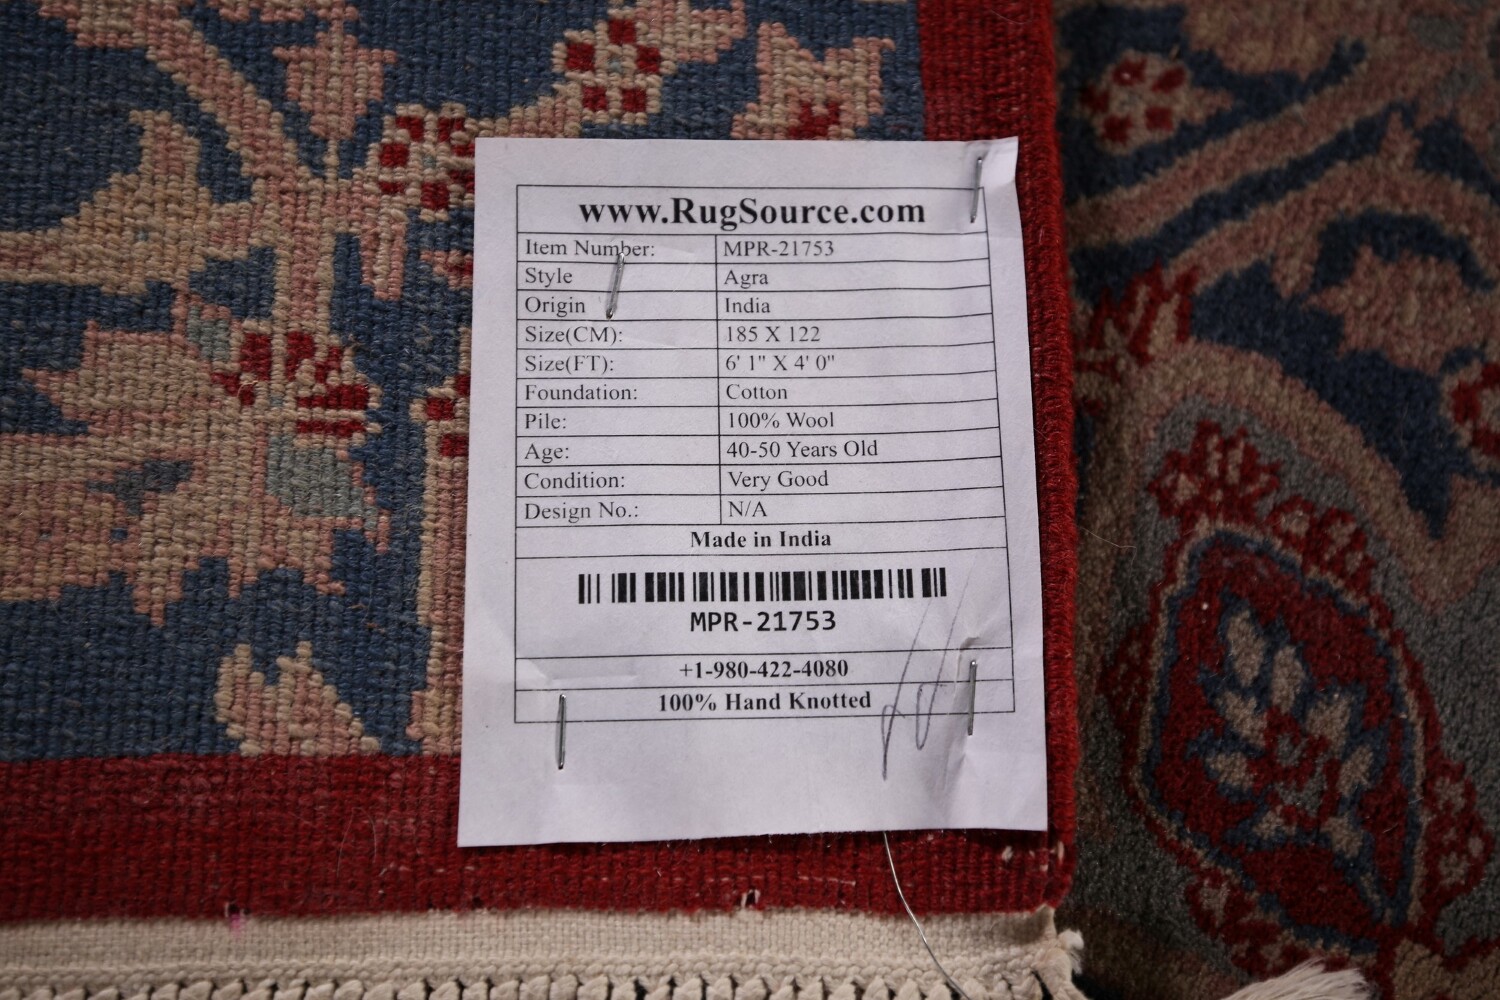 www.RugSource.com
Item Number: MPR-21753
Style Agra
Origin India
Size(CM): 185 X 122
Size(FT): 6' 1" X 4' 0"
Foundation: Cotton
Pile: 100% Wool
Age: 40-50 Years Old
Condition: Very Good
Design No.: N/A
Made in India
MPR-21753
+1-980-422-4080
100% Hand Knotted